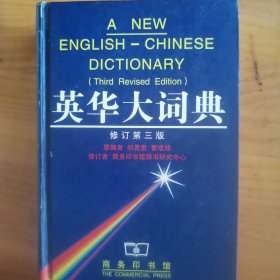 A NEW
ENGLISH－CHINESE
DICTIONARY
(Third Revised Edition)
英华大词典
修订第三版
原编者 郑易里 曹成修
修订者 商务印书馆辞书研究中心
商务印书馆
THE COMMERCIAL PRESS